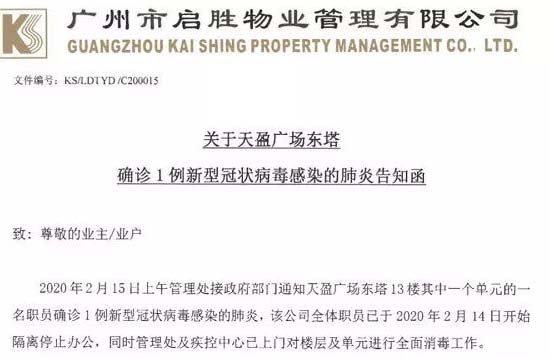 KS
广州市启胜物业管理有限公司
GUANGZHOU KAI SHING PROPERTY MANAGEMENT CO., LTD.
文件编号：KS/LDTYD /C200015
关于天盈广场东塔
确诊 1 例新型冠状病毒感染的肺炎告知函
致：尊敬的业主/业户
2020 年 2 月 15 日上午管理处接政府部门通知天盈广场东塔 13 楼其中一个单元的一
名职员确诊 1 例新型冠状病毒感染的肺炎，该公司全体职员已于 2020 年 2 月 14 日开始
隔离停止办公，同时管理处及疾控中心已上门对楼层及单元进行全面消毒工作。